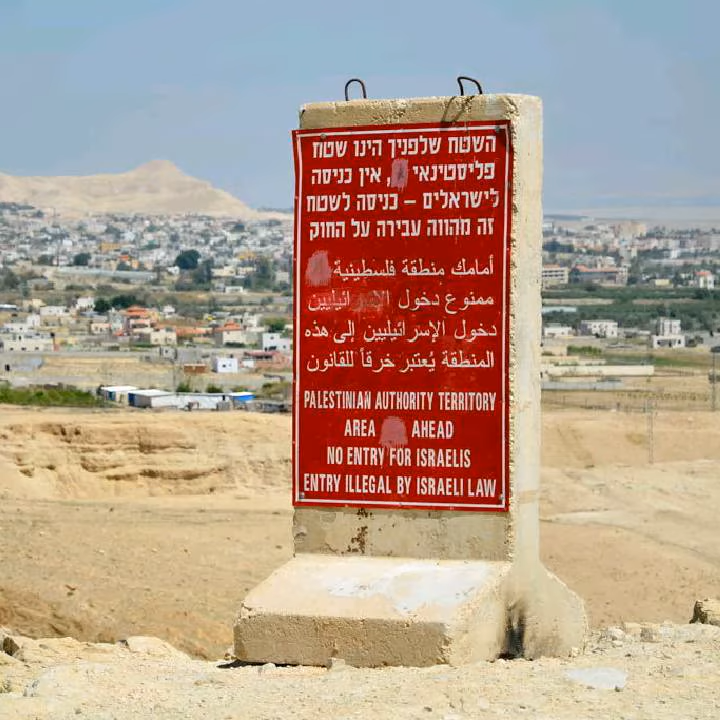 השטח שלפניך הינו שטח
פליסטינאי , אין כניסה
לישראלים – כניסה לשטח
זה מהווה עבירה על החוק
أمامك منطقة فلسطينية
ممنوع دخول الإسرائيليين
دخول الإسرائيليين إلى هذه
المنطقة يُعتبر خرقاً للقانون
PALESTINIAN AUTHORITY TERRITORY
AREA AHEAD
NO ENTRY FOR ISRAELIS
ENTRY ILLEGAL BY ISRAELI LAW